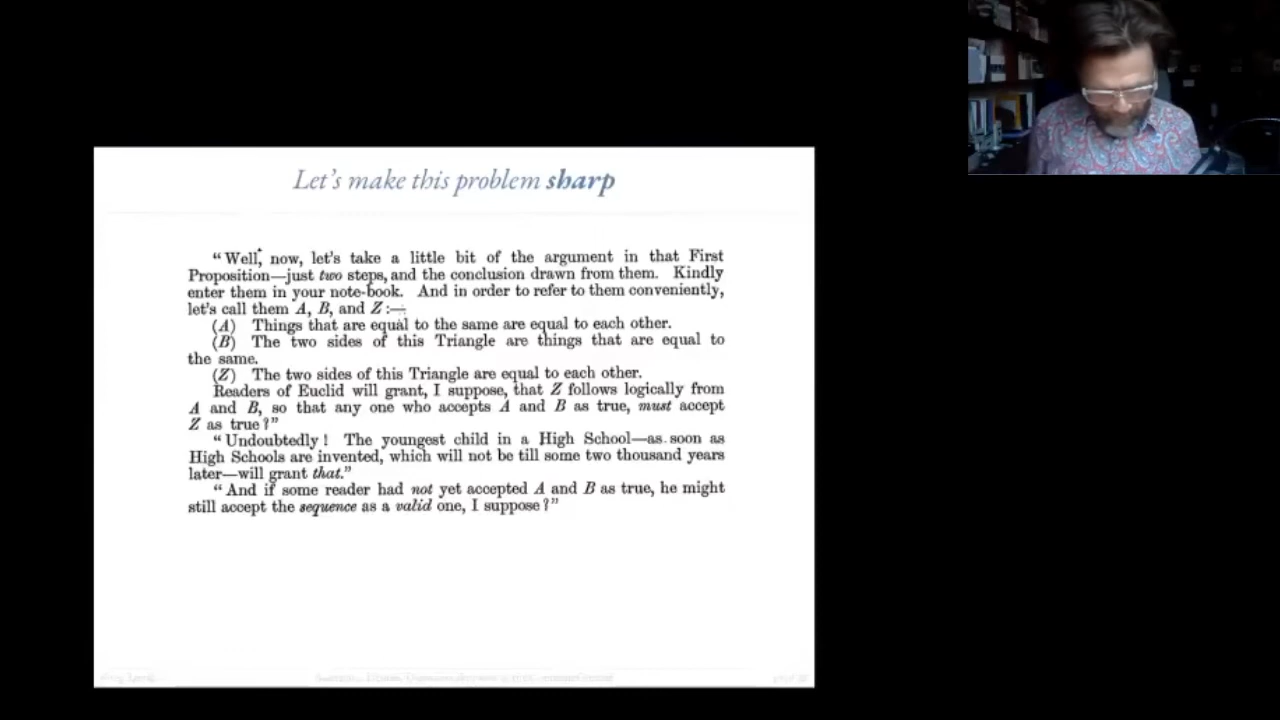 Let's make this problem sharp
“Well, now, let's take a little bit of the argument in that First
Proposition—just two steps, and the conclusion drawn from them. Kindly
enter them in your note-book. And in order to refer to them conveniently,
let's call them A, B, and Z:—
(A) Things that are equal to the same are equal to each other.
(B) The two sides of this Triangle are things that are equal to
the same.
(Z) The two sides of this Triangle are equal to each other.
Readers of Euclid will grant, I suppose, that Z follows logically from
A and B, so that any one who accepts A and B as true, must accept
Z as true?”
“Undoubtedly! The youngest child in a High School—as soon as
High Schools are invented, which will not be till some two thousand years
later—will grant that.”
“And if some reader had not yet accepted A and B as true, he might
still accept the sequence as a valid one, I suppose?”